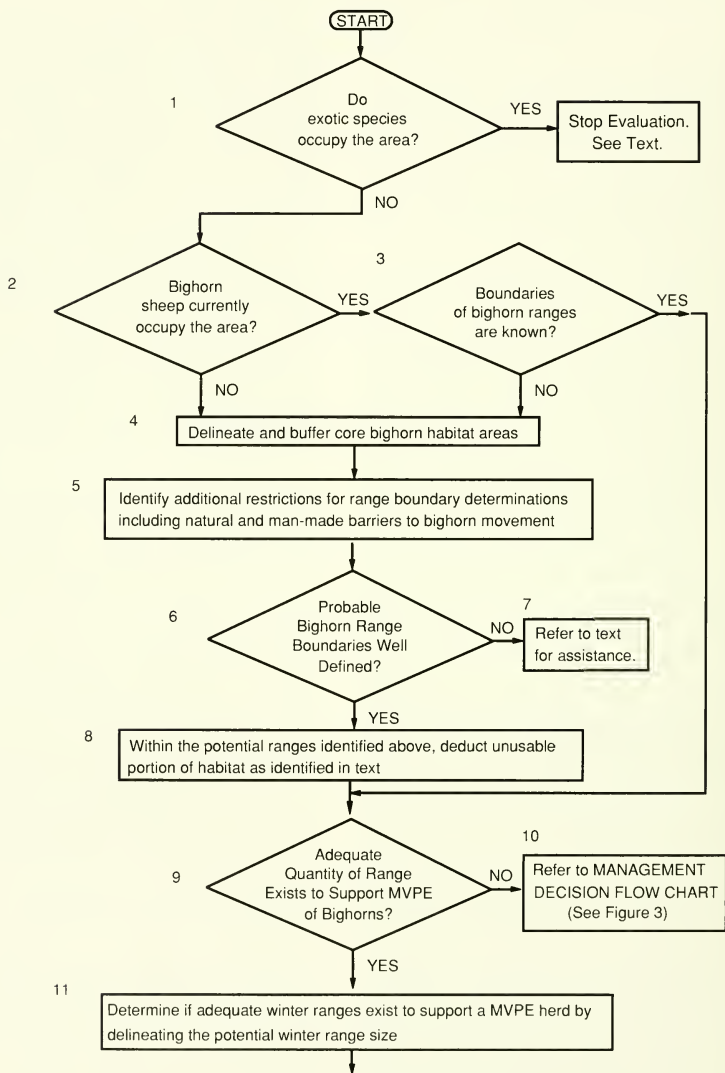 START
1
Do
exotic species
occupy the area?
YES
Stop Evaluation.
See Text.
NO
2
Bighorn
sheep currently
occupy the area?
YES
3
Boundaries
of bighorn ranges
are known?
YES
NO
NO
4
Delineate and buffer core bighorn habitat areas
5
Identify additional restrictions for range boundary determinations
including natural and man-made barriers to bighorn movement
6
Probable
Bighorn Range
Boundaries Well
Defined?
NO
7
Refer to text
for assistance.
YES
8
Within the potential ranges identified above, deduct unusable
portion of habitat as identified in text
9
Adequate
Quantity of Range
Exists to Support MVPE
of Bighorns?
NO
10
Refer to MANAGEMENT
DECISION FLOW CHART
(See Figure 3)
YES
11
Determine if adequate winter ranges exist to support a MVPE herd by
delineating the potential winter range size